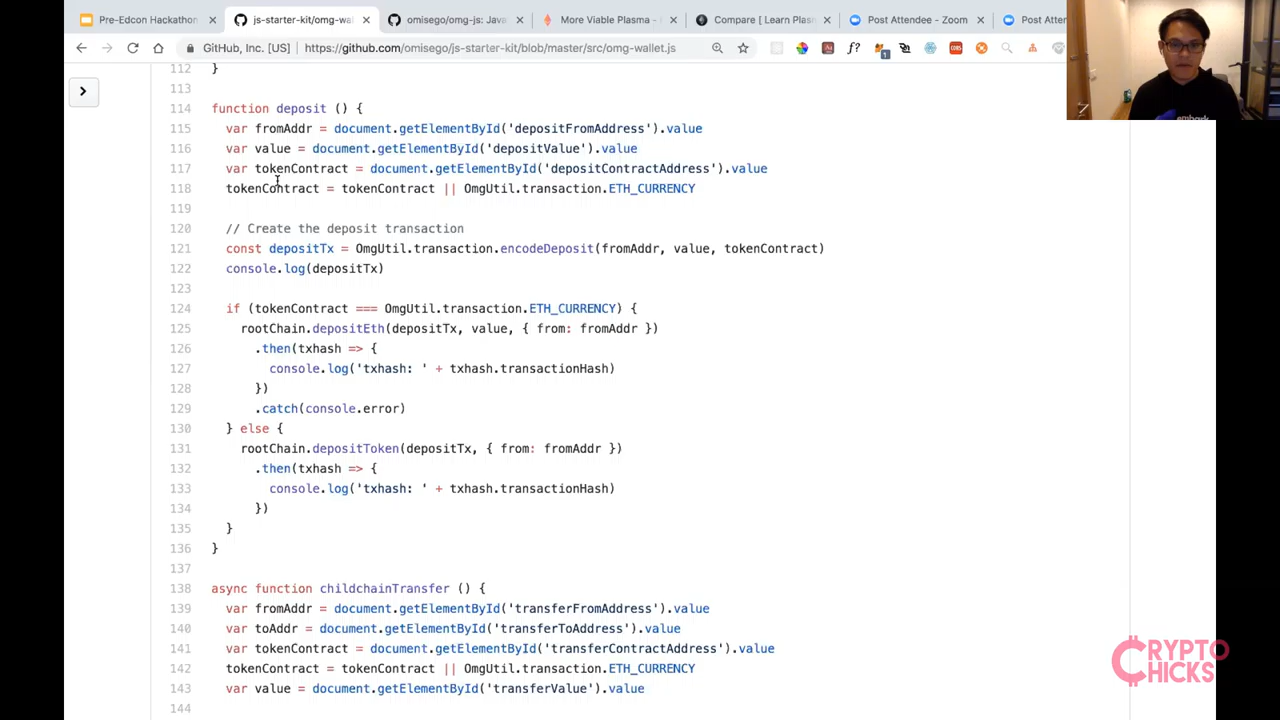 Pre-Edcon Hackathon
js-starter-kit/omg-wal
omisego/omg-js: Java
More Viable Plasma -
Compare [ Learn Plasm
Post Attendee - Zoom
Post Atten
GitHub, Inc. [US] https://github.com/omisego/js-starter-kit/blob/master/src/omg-wallet.js
112 }
113
114 function deposit () {
115 var fromAddr = document.getElementById('depositFromAddress').value
116 var value = document.getElementById('depositValue').value
117 var tokenContract = document.getElementById('depositContractAddress').value
118 tokenContract = tokenContract || OmgUtil.transaction.ETH_CURRENCY
119
120 // Create the deposit transaction
121 const depositTx = OmgUtil.transaction.encodeDeposit(fromAddr, value, tokenContract)
122 console.log(depositTx)
123
124 if (tokenContract === OmgUtil.transaction.ETH_CURRENCY) {
125 rootChain.depositEth(depositTx, value, { from: fromAddr })
126 .then(txhash => {
127 console.log('txhash: ' + txhash.transactionHash)
128 })
129 .catch(console.error)
130 } else {
131 rootChain.depositToken(depositTx, { from: fromAddr })
132 .then(txhash => {
133 console.log('txhash: ' + txhash.transactionHash)
134 })
135 }
136 }
137
138 async function childchainTransfer () {
139 var fromAddr = document.getElementById('transferFromAddress').value
140 var toAddr = document.getElementById('transferToAddress').value
141 var tokenContract = document.getElementById('transferContractAddress').value
142 tokenContract = tokenContract || OmgUtil.transaction.ETH_CURRENCY
143 var value = document.getElementById('transferValue').value
144
embark
CRYPTO
CHICKS